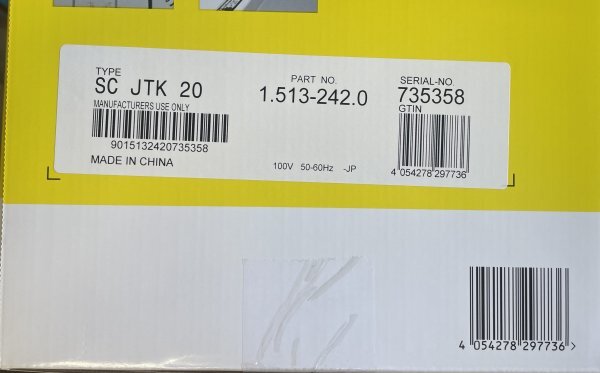 TYPE
SC JTK 20
MANUFACTURERS USE ONLY
9015132420735358
MADE IN CHINA
PART NO.
1.513-242.0
100V 50-60Hz -JP
SERIAL-NO.
735358
GTIN
4 054278 297736
4 054278 297736 >